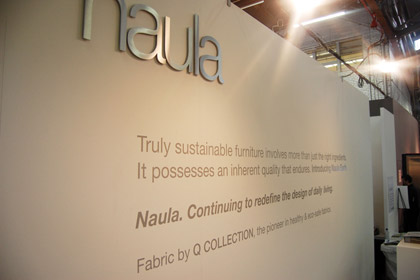 naula
Truly sustainable furniture involves more than just the right ingredients.
It possesses an inherent quality that endures. Introducing Naula Earth.
Naula. Continuing to redefine the design of daily living.
Fabric by Q COLLECTION, the pioneer in healthy & eco-safe fabrics